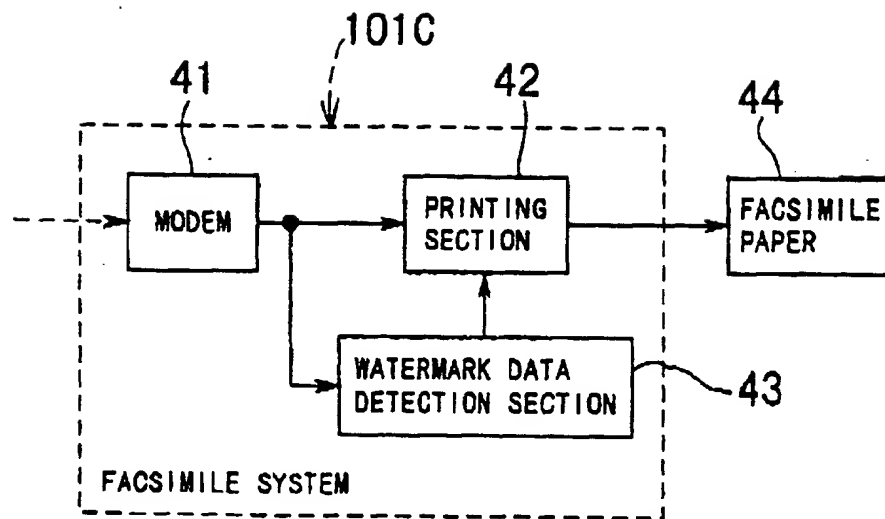 101C
41
42
44
MODEM
PRINTING
SECTION
FACSIMILE
PAPER
WATERMARK DATA
DETECTION SECTION
43
FACSIMILE SYSTEM